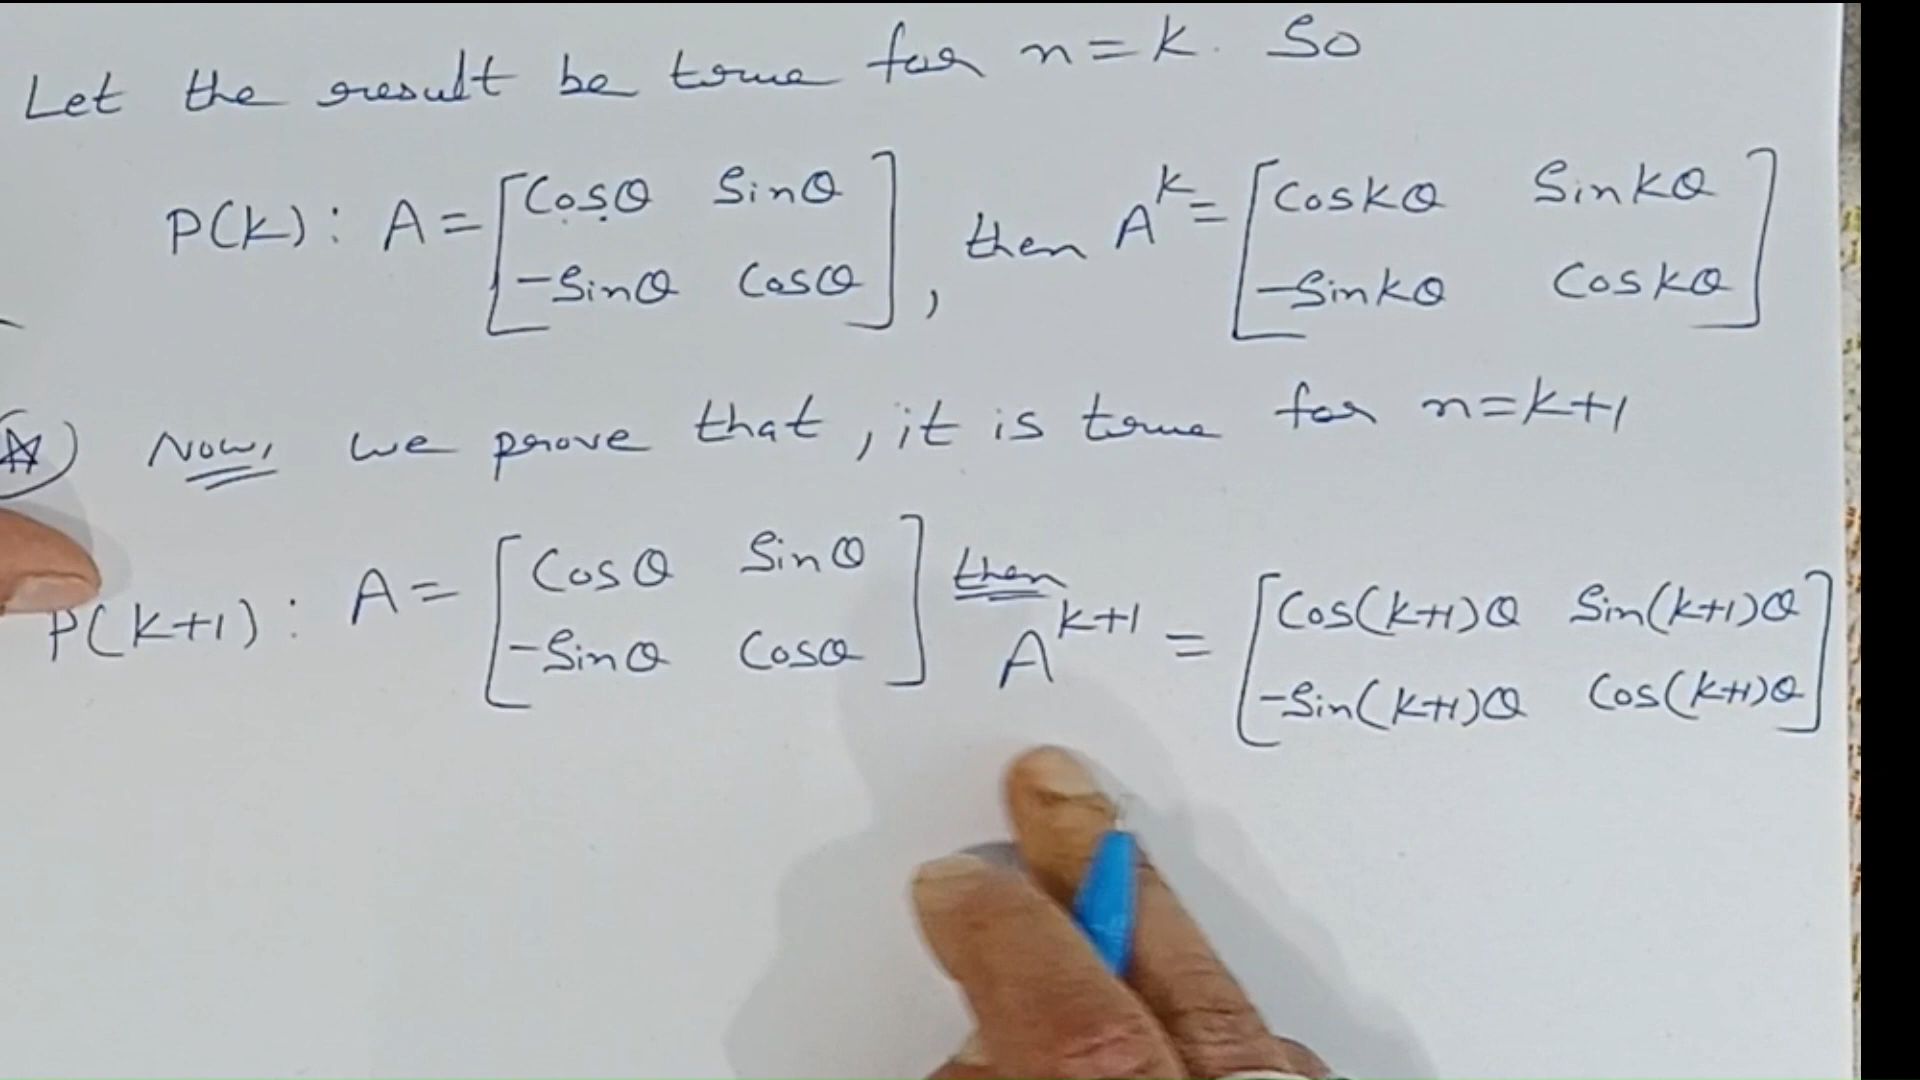 Let the result be true for n=k. So
P(k): A = [Cosθ Sinθ -Sinθ Cosθ], then A^k = [Coskθ Sinkθ -Sinkθ Coskθ]
Now, we prove that, it is true for n=k+1
P(k+1): A = [Cosθ Sinθ -Sinθ Cosθ] then A^k+1 = [Cos(k+1)θ Sin(k+1)θ -Sin(k+1)θ Cos(k+1)θ]